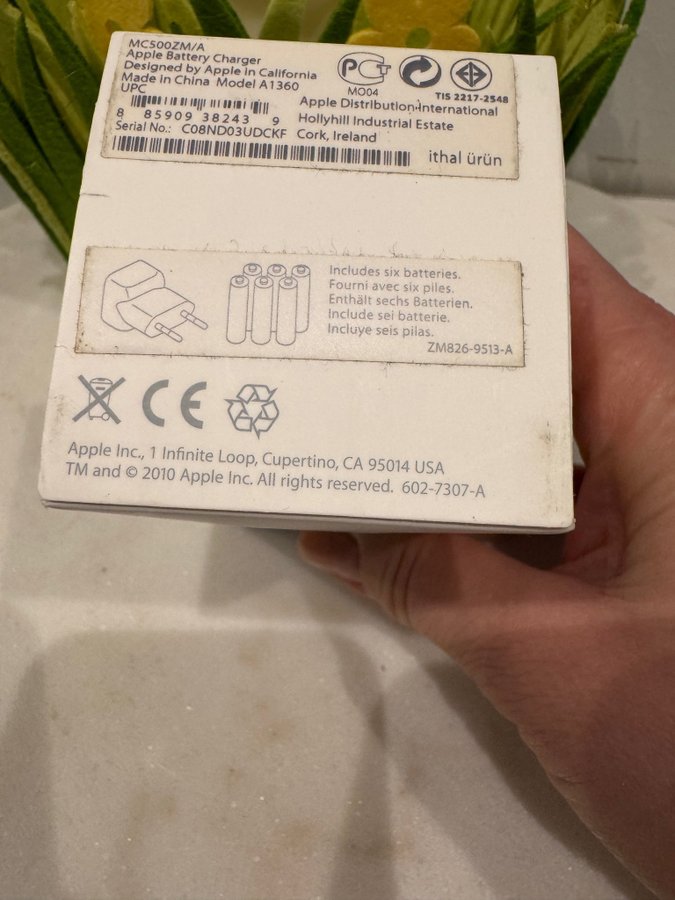 MC500ZM/A
Apple Battery Charger
Designed by Apple in California
Made in China Model A1360
UPC
8 85909 38243 9
Serial No.: C08ND03UDCKF
MO04
TIS 2217-2548
Apple Distribution International
Hollyhill Industrial Estate
Cork, Ireland
ithal ürün
Includes six batteries.
Fourni avec six piles.
Enthält sechs Batterien.
Include sei batterie.
Incluye seis pilas.
ZM826-9513-A
CE
Apple Inc., 1 Infinite Loop, Cupertino, CA 95014 USA
TM and © 2010 Apple Inc. All rights reserved. 602-7307-A